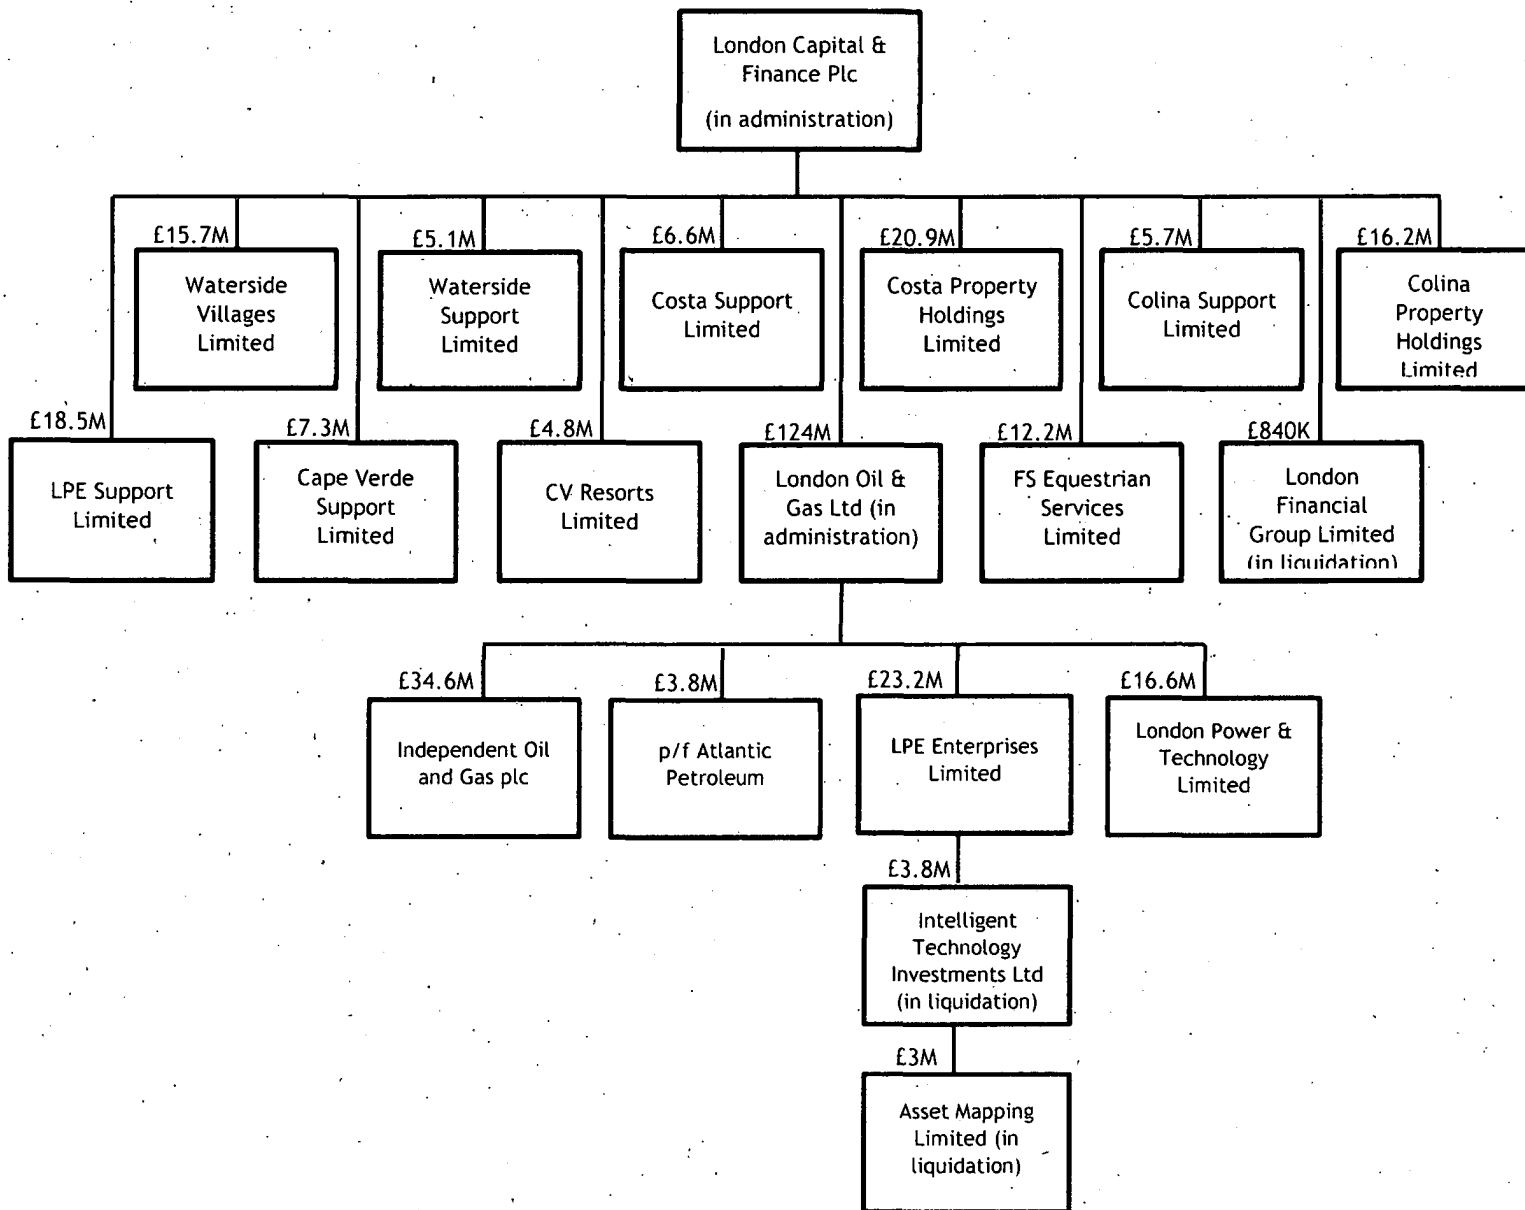 London Capital &
Finance Plc
(in administration)
£15.7M
Waterside
Villages
Limited
£5.1M
Waterside
Support
Limited
£6.6M
Costa Support
Limited
£20.9M
Costa Property
Holdings
Limited
£5.7M
Colina Support
Limited
£16.2M
Colina
Property
Holdings
Limited
£18.5M
LPE Support
Limited
£7.3M
Cape Verde
Support
Limited
£4.8M
CV Resorts
Limited
£124M
London Oil &
Gas Ltd (in
administration)
£12.2M
FS Equestrian
Services
Limited
£840K
London
Financial
Group Limited
(in liquidation)
£34.6M
Independent Oil
and Gas plc
£3.8M
p/f Atlantic
Petroleum
£23.2M
LPE Enterprises
Limited
£16.6M
London Power &
Technology
Limited
£3.8M
Intelligent
Technology
Investments Ltd
(in liquidation)
£3M
Asset Mapping
Limited (in
liquidation)